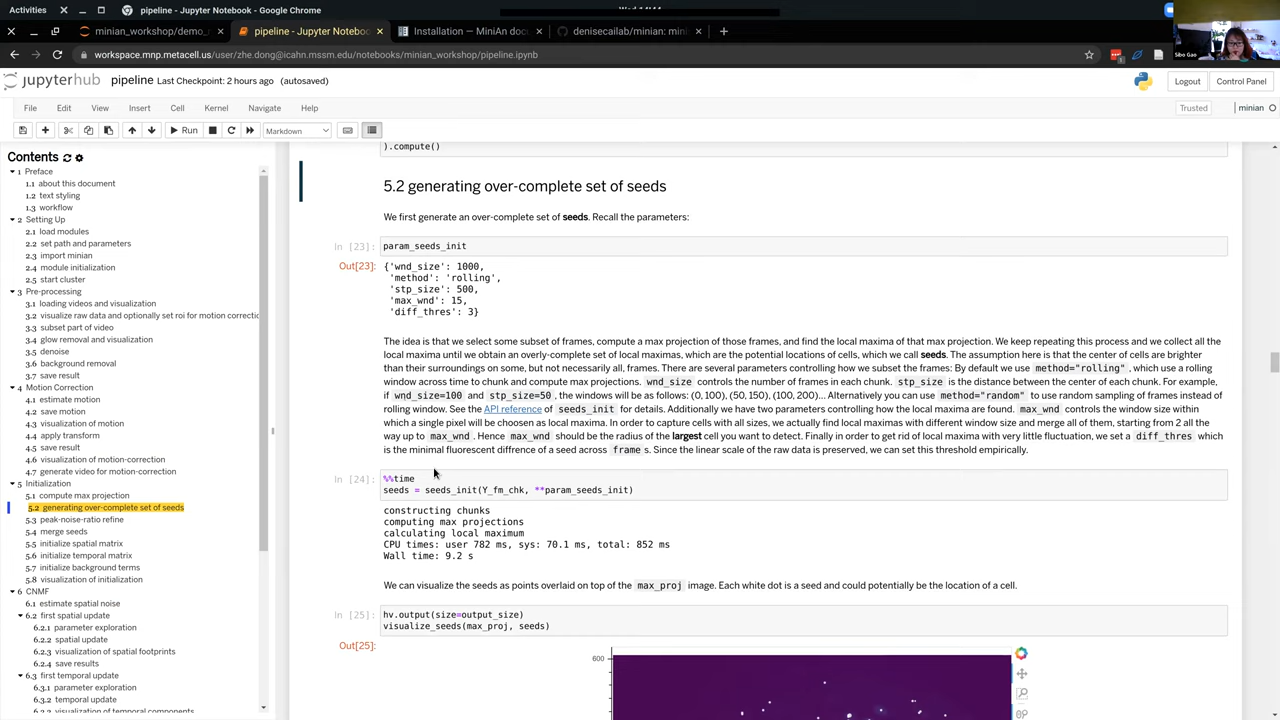 Activities
pipeline - Jupyter Notebook - Google Chrome
minian_workshop/demo_
pipeline - Jupyter Notebook
Installation — MiniAn docu
denisecailab/minian: mini
workspace.mnp.metacell.us/user/zhe.dong@icahn.mssm.edu/notebooks/minian_workshop/pipeline.ipynb
Sibo Gao
jupyterhub pipeline Last Checkpoint: 2 hours ago (autosaved)
Logout Control Panel
File Edit View Insert Cell Kernel Navigate Help
Trusted minian
Run Markdown
Contents
1 Preface
1.1 about this document
1.2 text styling
1.3 workflow
2 Setting Up
2.1 load modules
2.2 set path and parameters
2.3 import minian
2.4 module initialization
2.5 start cluster
3 Pre-processing
3.1 loading videos and visualization
3.2 visualize raw data and optionally set roi for motion correctio
3.3 subset part of video
3.4 glow removal and visualization
3.5 denoise
3.6 background removal
3.7 save result
4 Motion Correction
4.1 estimate motion
4.2 save motion
4.3 visualization of motion
4.4 apply transform
4.5 save result
4.6 visualization of motion-correction
4.7 generate video for motion-correction
5 Initialization
5.1 compute max projection
5.2 generating over-complete set of seeds
5.3 peak-noise-ratio refine
5.4 merge seeds
5.5 initialize spatial matrix
5.6 initialize temporal matrix
5.7 initialize background terms
5.8 visualization of initialization
6 CNMF
6.1 estimate spatial noise
6.2 first spatial update
6.2.1 parameter exploration
6.2.2 spatial update
6.2.3 visualization of spatial footprints
6.2.4 save results
6.3 first temporal update
6.3.1 parameter exploration
6.3.2 temporal update
6.3.3 visualization of temporal components
).compute()
5.2 generating over-complete set of seeds
We first generate an over-complete set of seeds. Recall the parameters:
In [23]: param_seeds_init
Out[23]: {'wnd_size': 1000,
'method': 'rolling',
'stp_size': 500,
'max_wnd': 15,
'diff_thres': 3}
The idea is that we select some subset of frames, compute a max projection of those frames, and find the local maxima of that max projection. We keep repeating this process and we collect all the
local maxima until we obtain an overly-complete set of local maximas, which are the potential locations of cells, which we call seeds. The assumption here is that the center of cells are brighter
than their surroundings on some, but not necessarily all, frames. There are several parameters controlling how we subset the frames: By default we use method="rolling", which use a rolling
window across time to chunk and compute max projections. wnd_size controls the number of frames in each chunk. stp_size is the distance between the center of each chunk. For example,
if wnd_size=100 and stp_size=50, the windows will be as follows: (0, 100), (50, 150), (100, 200)... Alternatively you can use method="random" to use random sampling of frames instead of
rolling window. See the API reference of seeds_init for details. Additionally we have two parameters controlling how the local maxima are found. max_wnd controls the window size within
which a single pixel will be choosen as local maxima. In order to capture cells with all sizes, we actually find local maximas with different window size and merge all of them, starting from 2 all the
way up to max_wnd. Hence max_wnd should be the radius of the largest cell you want to detect. Finally in order to get rid of local maxima with very little fluctuation, we set a diff_thres which
is the minimal fluorescent diffence of a seed across frame s. Since the linear scale of the raw data is preserved, we can set this threshold empirically.
In [24]: %%time
seeds = seeds_init(Y_fm_chk, **param_seeds_init)
constructing chunks
computing max projections
calculating local maximum
CPU times: user 782 ms, sys: 70.1 ms, total: 852 ms
Wall time: 9.2 s
We can visualize the seeds as points overlaid on top of the max_proj image. Each white dot is a seed and could potentially be the location of a cell.
In [25]: hv.output(size=output_size)
visualize_seeds(max_proj, seeds)
Out[25]:
600